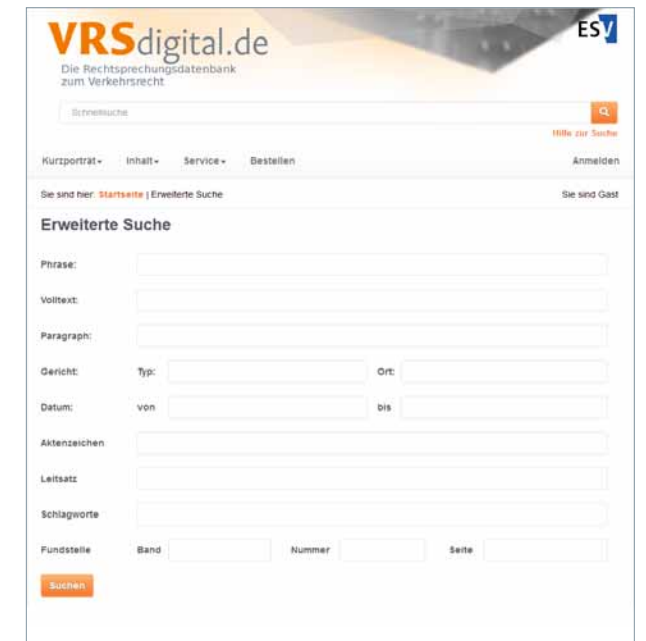 VRSdigital.de
ESV
Die Rechtsprechungsdatenbank
zum Verkehrsrecht
Schnellsuche
Hilfe zur Suche
Kurzporträt Inhalt Service Bestellen Anmelden
Sie sind hier: Startseite | Erweiterte Suche Sie sind Gast
Erweiterte Suche
Phrase:
Volltext:
Paragraph:
Gericht: Typ: Ort:
Datum: von bis
Aktenzeichen
Leitsatz
Schlagworte
Fundstelle Band Nummer Seite
Suchen